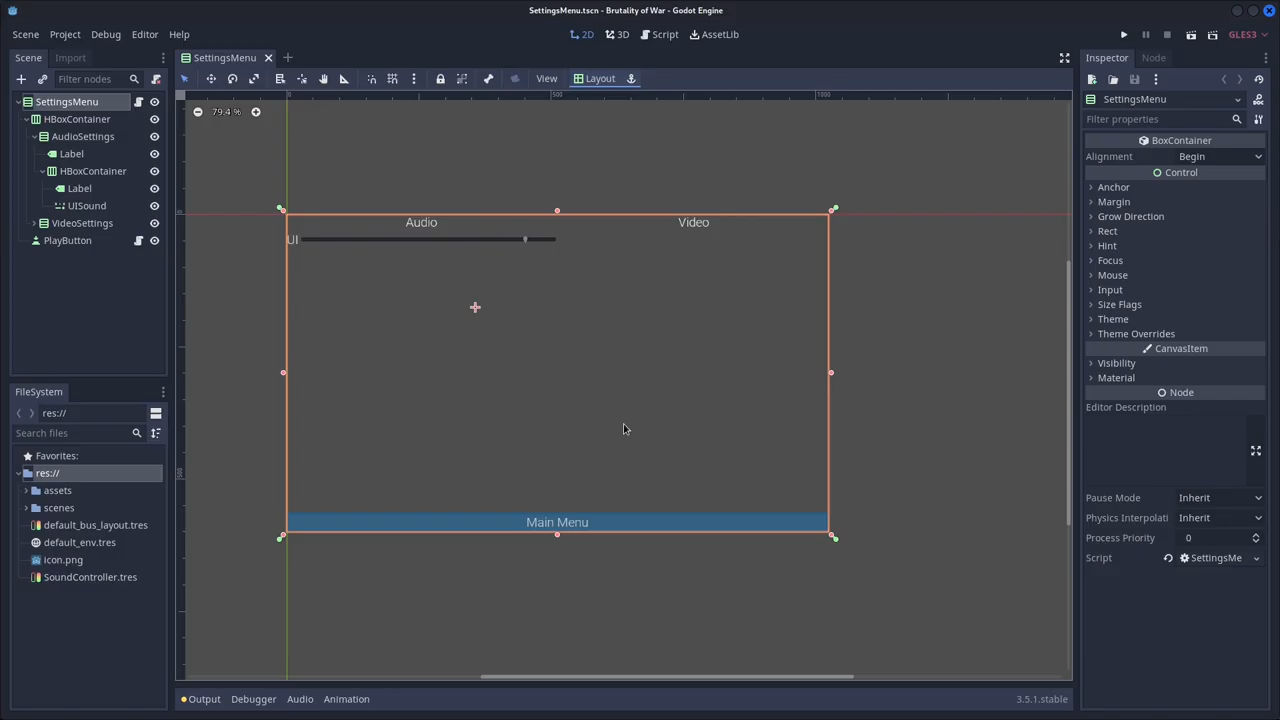 SettingsMenu.tscn - Brutality of War - Godot Engine
Scene Project Debug Editor Help
2D 3D Script AssetLib
GLES3
Scene Import
Filter nodes
SettingsMenu
HBoxContainer
AudioSettings
Label
HBoxContainer
Label
UISound
VideoSettings
PlayButton
FileSystem
res://
Search files
Favorites:
res://
assets
scenes
default_bus_layout.tres
default_env.tres
icon.png
SoundController.tres
SettingsMenu
View Layout
0 500 1000
79.4 %
0
500
Audio Video
UI
Main Menu
Output Debugger Audio Animation 3.5.1.stable
Inspector Node
SettingsMenu
Filter properties
BoxContainer
Alignment Begin
Control
Anchor
Margin
Grow Direction
Rect
Hint
Focus
Mouse
Input
Size Flags
Theme
Theme Overrides
CanvasItem
Visibility
Material
Node
Editor Description
Pause Mode Inherit
Physics Interpolati Inherit
Process Priority 0
Script SettingsMe